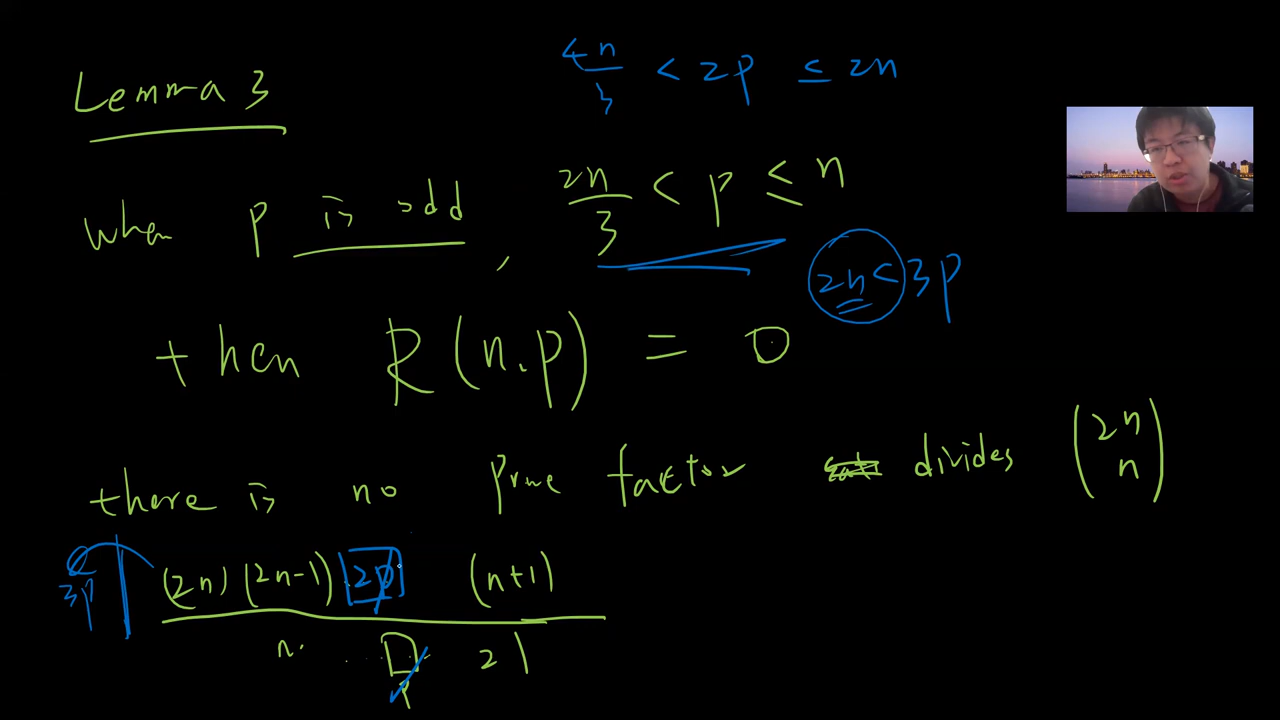 4n/3 < 2p ≤ 2n
Lemma 3
when p is odd, 2n/3 < p ≤ n
2n < 3p
then R(n.p) = 0
there is no prime factor divides (2n n)
3p (2n)(2n-1) 2p (n+1)
n. ... p 2 1